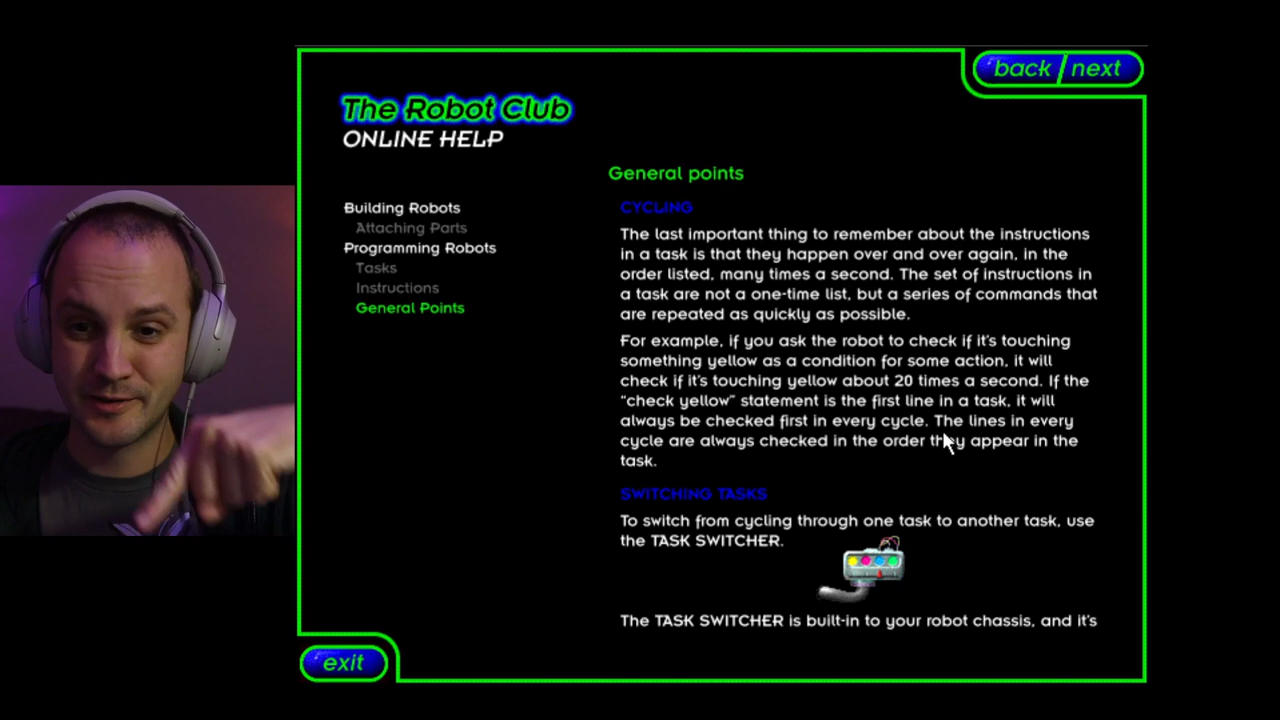 back / next
The Robot Club
ONLINE HELP
Building Robots
Attaching Parts
Programming Robots
Tasks
Instructions
General Points
General points
CYCLING
The last important thing to remember about the instructions
in a task is that they happen over and over again, in the
order listed, many times a second. The set of instructions in
a task are not a one-time list, but a series of commands that
are repeated as quickly as possible.
For example, if you ask the robot to check if it's touching
something yellow as a condition for some action, it will
check if it's touching yellow about 20 times a second. If the
"check yellow" statement is the first line in a task, it will
always be checked first in every cycle. The lines in every
cycle are always checked in the order they appear in the
task.
SWITCHING TASKS
To switch from cycling through one task to another task, use
the TASK SWITCHER.
The TASK SWITCHER is built-in to your robot chassis, and it's
exit